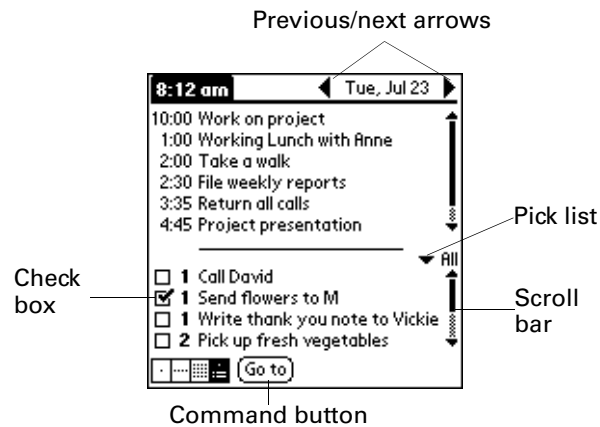 Previous/next arrows
8:12 am Tue, Jul 23
10:00 Work on project
1:00 Working Lunch with Anne
2:00 Take a walk
2:30 File weekly reports
3:35 Return all calls
4:45 Project presentation
Pick list
All
Check
box
1 Call David
1 Send flowers to M
1 Write thank you note to Vickie
2 Pick up fresh vegetables
Scroll
bar
Go to
Command button